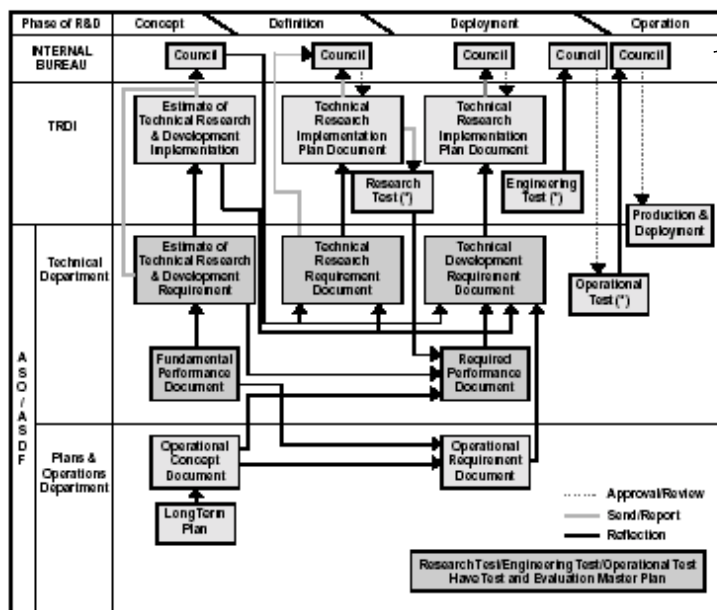 Phase of R&D
Concept
Definition
Deployment
Operation
INTERNAL
BUREAU
Council
Council
Council
Council
Council
TRDI
Estimate of
Technical Research
& Development
Implementation
Technical
Research
Implementation
Plan Document
Technical
Research
Implementation
Plan Document
Research
Test (*)
Engineering
Test (*)
Production &
Deployment
ASO/ASDF
Technical
Department
Estimate of
Technical Research
& Development
Requirement
Technical
Research
Requirement
Document
Technical
Development
Requirement
Document
Operational
Test (*)
Fundamental
Performance
Document
Required
Performance
Document
Plans &
Operations
Department
Operational
Concept
Document
Operational
Requirement
Document
Long Term
Plan
Approval/Review
Send/Report
Reflection
Research Test/Engineering Test/Operational Test
Have Test and Evaluation Master Plan